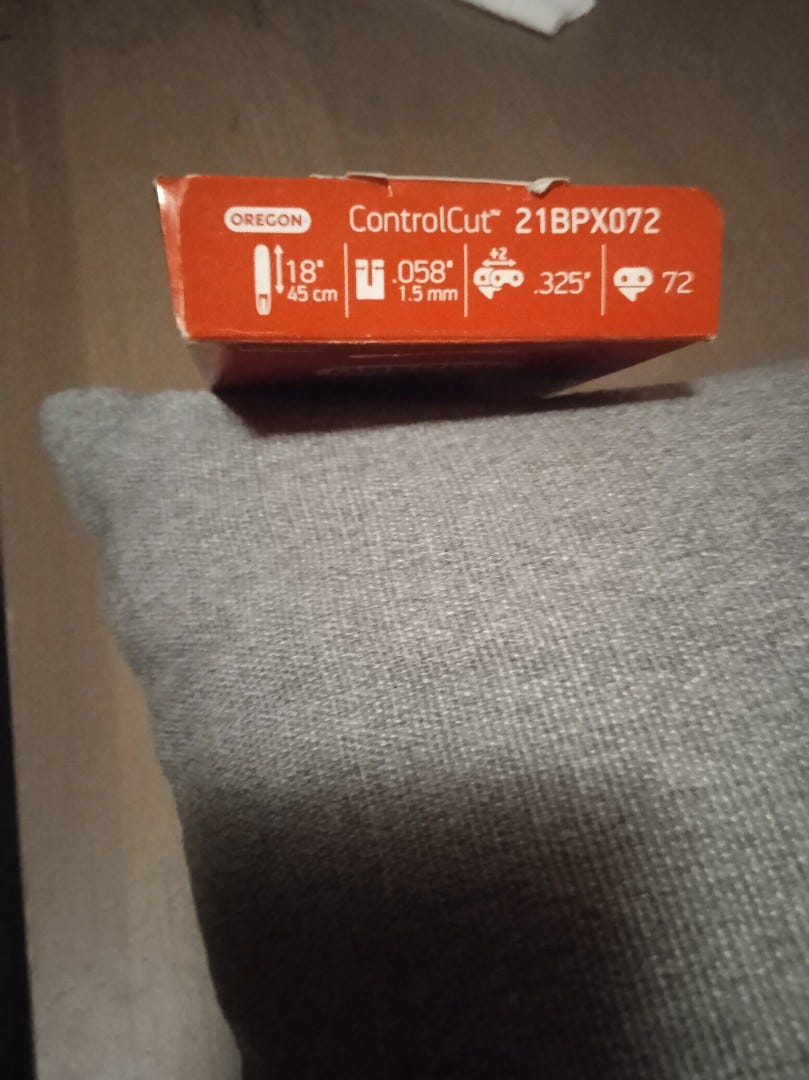 OREGON ControlCut™ 21BPX072
+2
18" .058" .325" 72
45 cm 1.5 mm